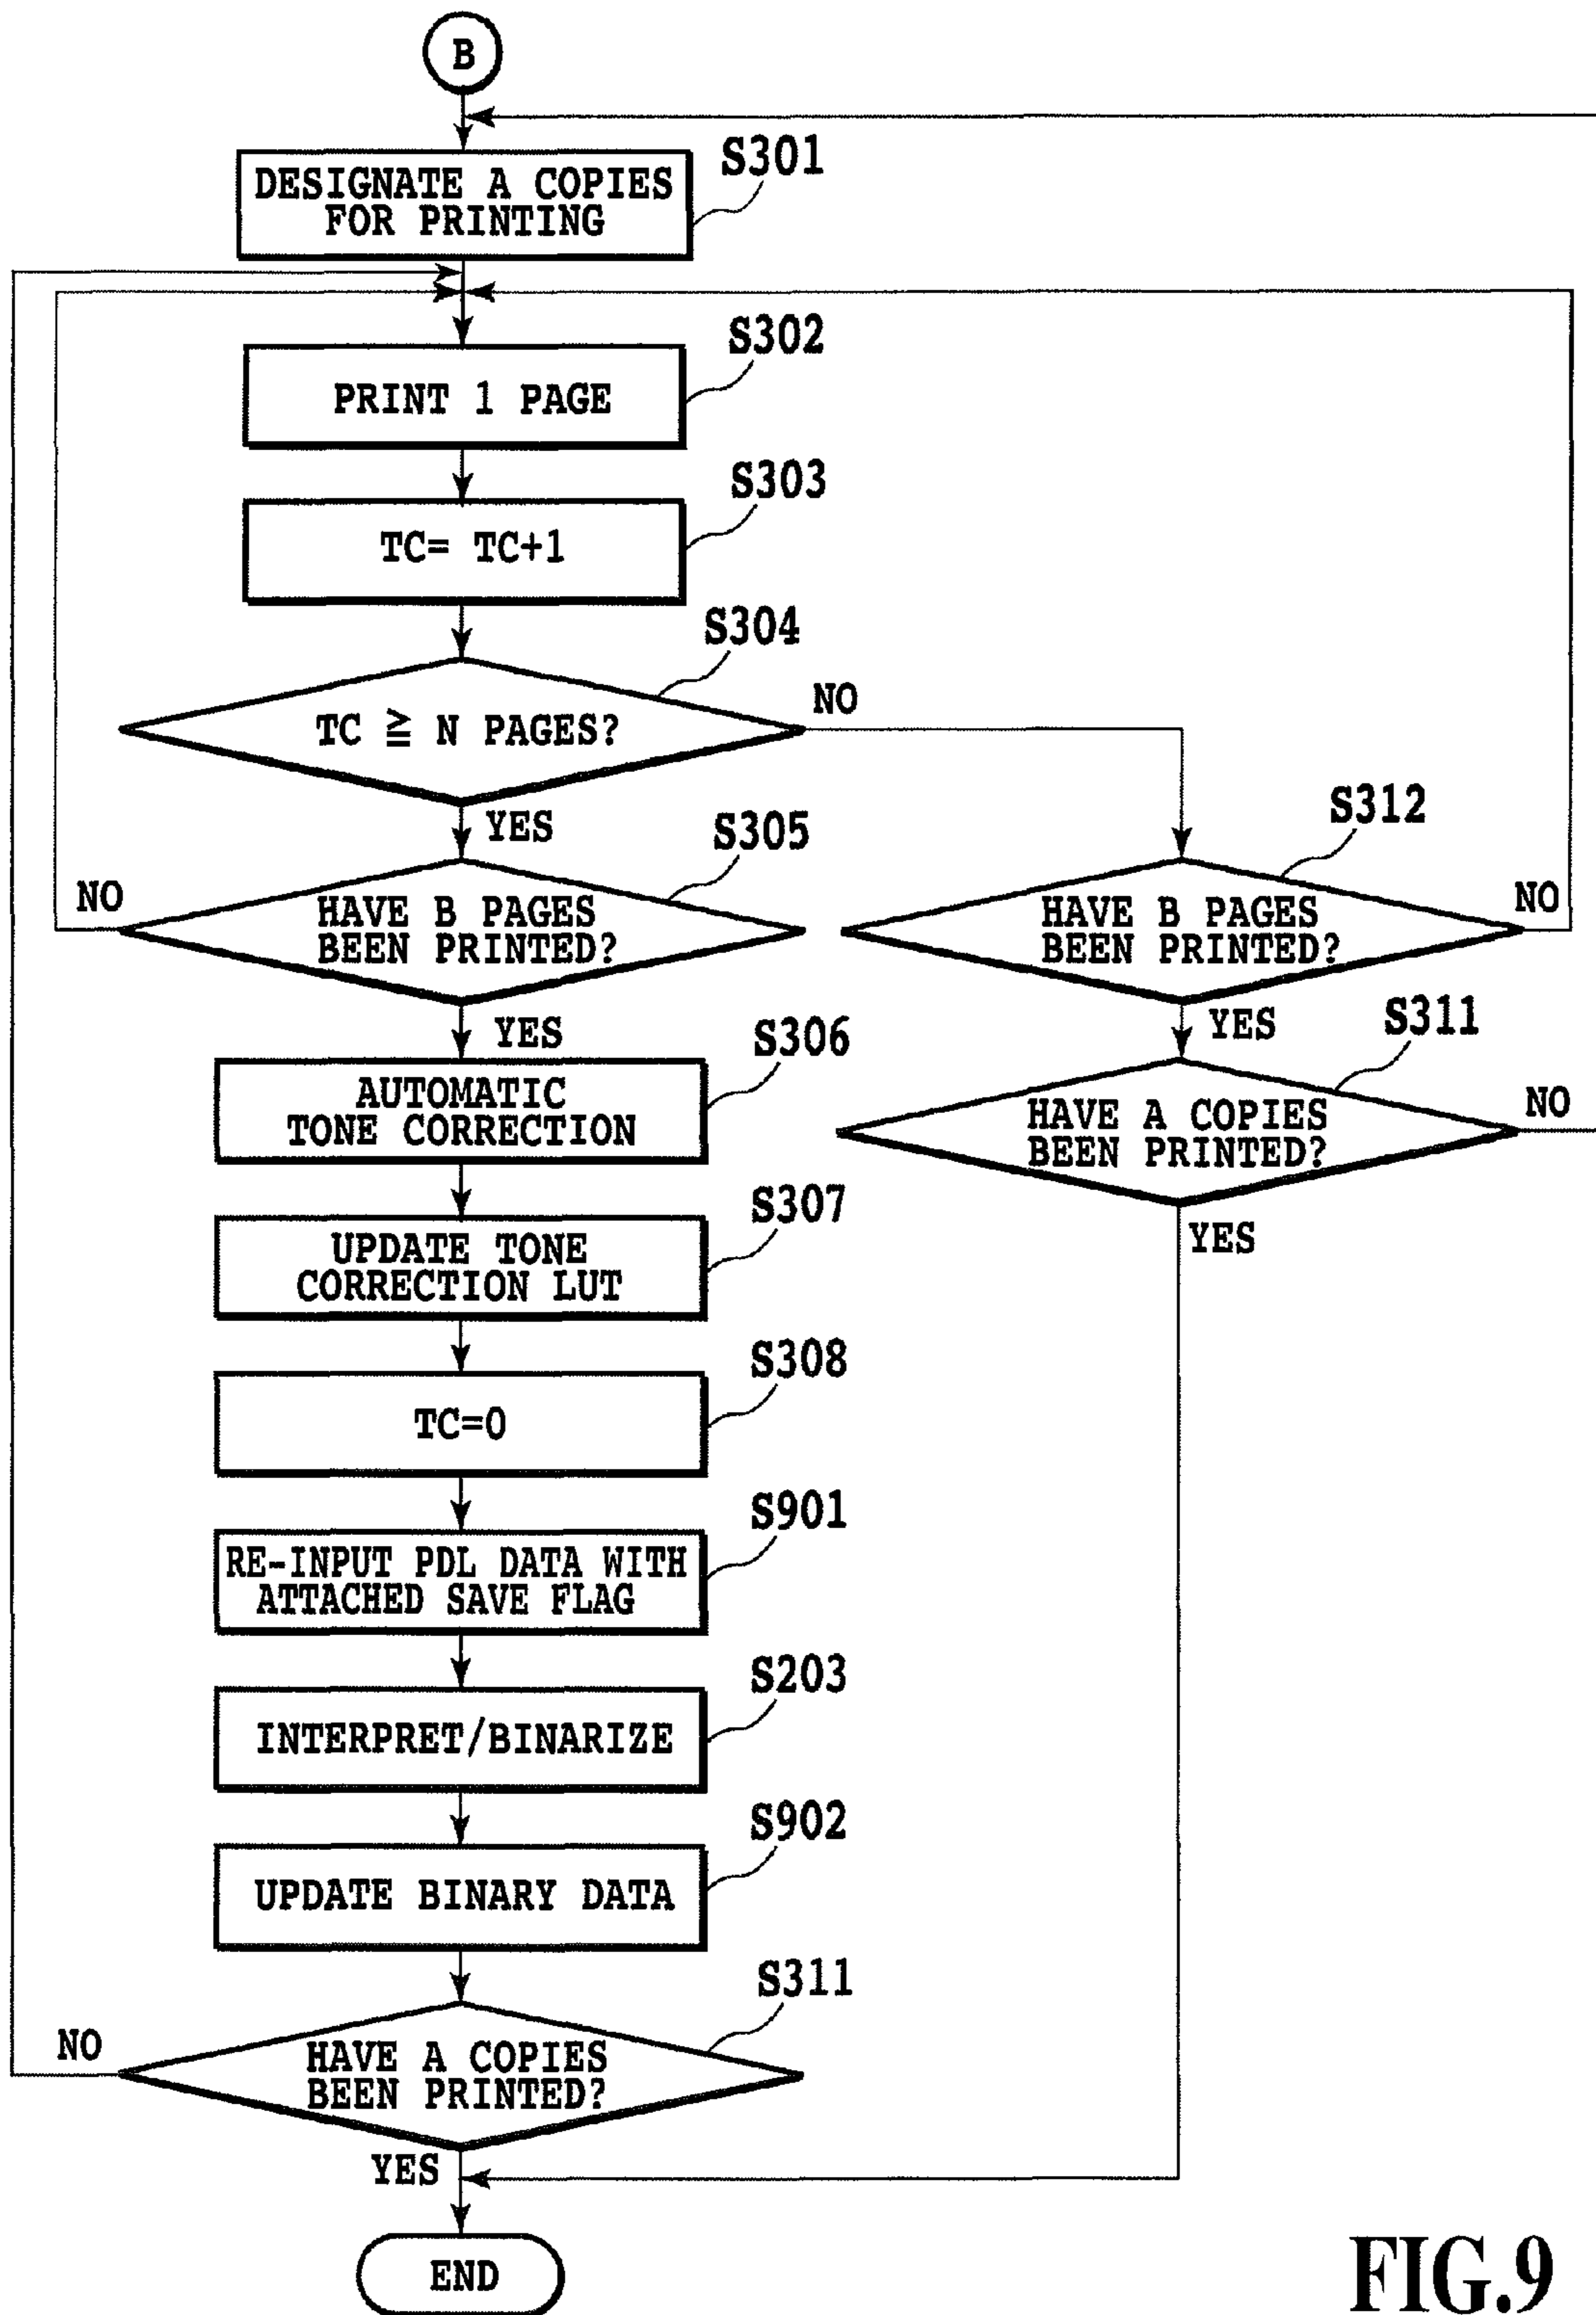 B
S301
DESIGNATE A COPIES
FOR PRINTING
S302
PRINT 1 PAGE
S303
TC= TC+1
S304
TC ≧ N PAGES?
NO
YES
S305
HAVE B PAGES
BEEN PRINTED?
NO
YES
S312
HAVE B PAGES
BEEN PRINTED?
NO
YES
S311
HAVE A COPIES
BEEN PRINTED?
NO
YES
S306
AUTOMATIC
TONE CORRECTION
S307
UPDATE TONE
CORRECTION LUT
S308
TC=0
S901
RE-INPUT PDL DATA WITH
ATTACHED SAVE FLAG
S203
INTERPRET/BINARIZE
S902
UPDATE BINARY DATA
S311
HAVE A COPIES
BEEN PRINTED?
NO
YES
END
FIG.9